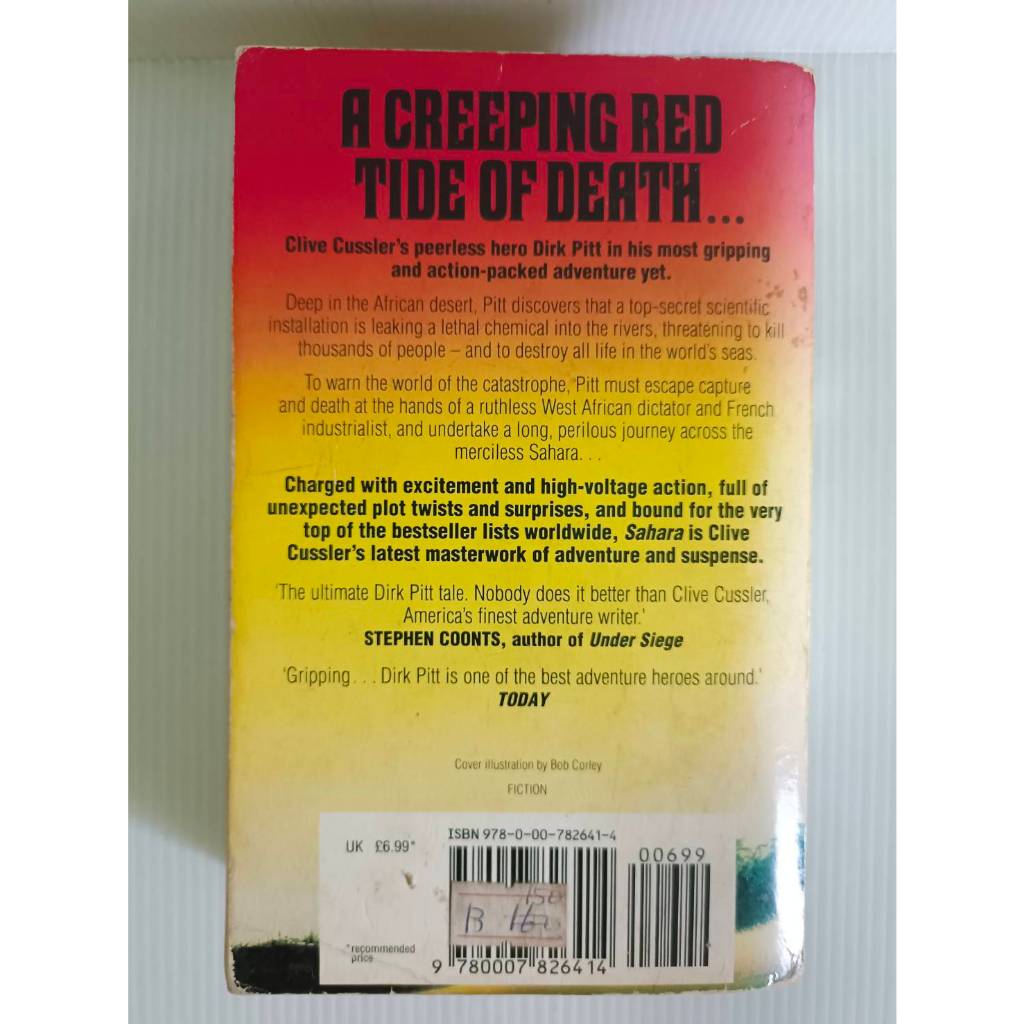 A CREEPING RED
TIDE OF DEATH...
Clive Cussler's peerless hero Dirk Pitt in his most gripping
and action-packed adventure yet.
Deep in the African desert, Pitt discovers that a top-secret scientific
installation is leaking a lethal chemical into the rivers, threatening to kill
thousands of people – and to destroy all life in the world's seas.
To warn the world of the catastrophe, Pitt must escape capture
and death at the hands of a ruthless West African dictator and French
industrialist, and undertake a long, perilous journey across the
merciless Sahara...
Charged with excitement and high-voltage action, full of
unexpected plot twists and surprises, and bound for the very
top of the bestseller lists worldwide, Sahara is Clive
Cussler's latest masterwork of adventure and suspense.
'The ultimate Dirk Pitt tale. Nobody does it better than Clive Cussler,
America's finest adventure writer.'
STEPHEN COONTS, author of Under Siege
'Gripping... Dirk Pitt is one of the best adventure heroes around.'
TODAY
Cover illustration by Bob Corley
FICTION
ISBN 978-0-00-782641-4
UK £6.99*
00699
150
*recommended
price
9 780007 826414